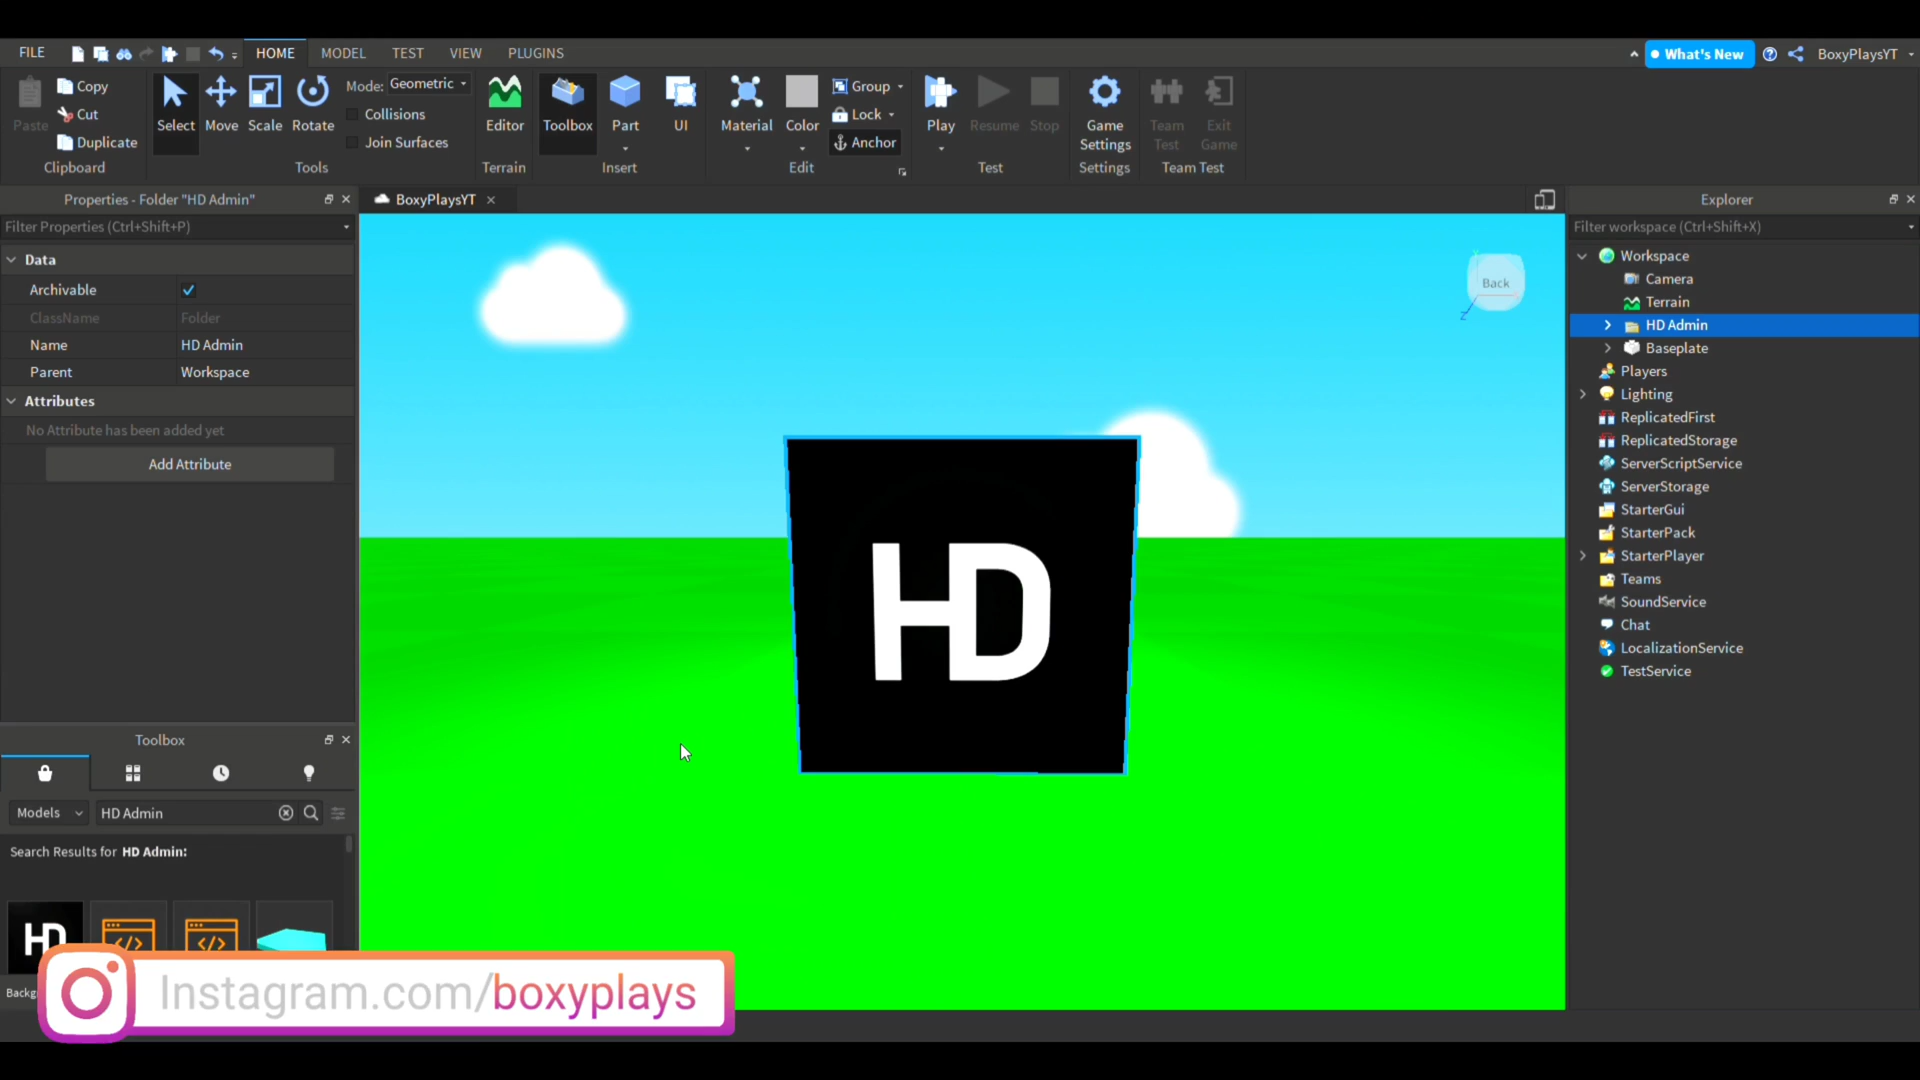 FILE HOME MODEL TEST VIEW PLUGINS What's New BoxyPlaysYT
Paste Copy Cut Duplicate Clipboard
Select Move Scale Rotate Mode: Geometric Collisions Join Surfaces Tools
Editor Terrain
Toolbox Part UI Insert
Material Color Group Lock Anchor Edit
Play Resume Stop Test
Game Settings Settings
Team Test Exit Game Team Test
Properties - Folder "HD Admin"
Filter Properties (Ctrl+Shift+P)
Data
Archivable
ClassName Folder
Name HD Admin
Parent Workspace
Attributes
No Attribute has been added yet
Add Attribute
Toolbox
Models HD Admin
Search Results for HD Admin:
HD
Instagram.com/boxyplays
BoxyPlaysYT
Back
Y
Z
HD
Explorer
Filter workspace (Ctrl+Shift+X)
Workspace
Camera
Terrain
HD Admin
Baseplate
Players
Lighting
ReplicatedFirst
ReplicatedStorage
ServerScriptService
ServerStorage
StarterGui
StarterPack
StarterPlayer
Teams
SoundService
Chat
LocalizationService
TestService